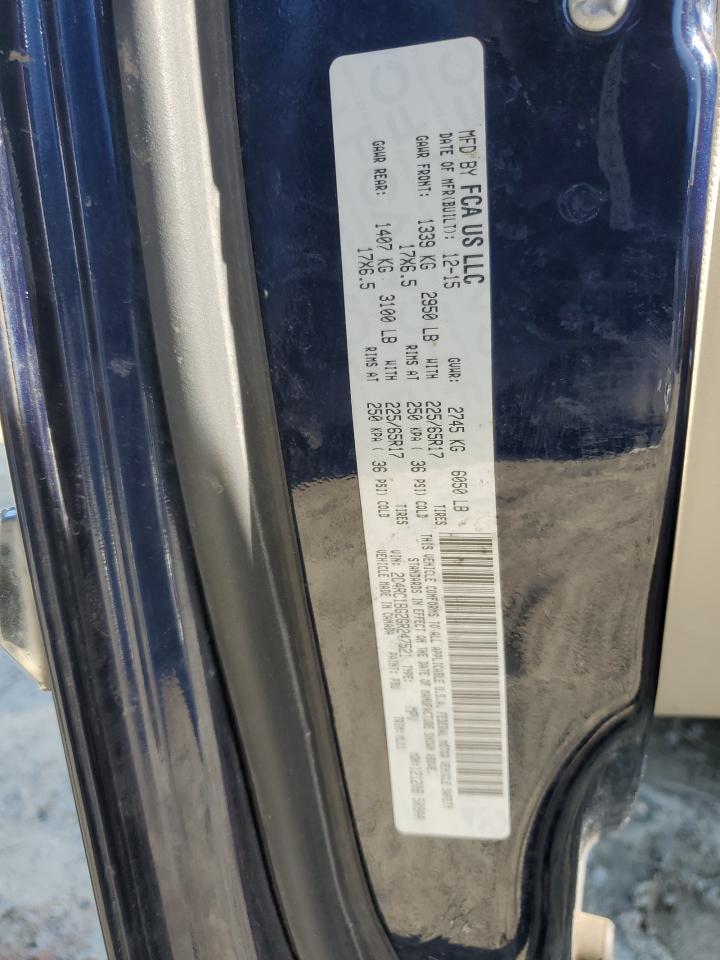 MFD BY FCA US LLC
DATE OF MFR(BUILT): 12-15 GVWR: 2745 KG 6050 LB
GAWR FRONT: 1339 KG 2950 LB WITH 225/65R17 TIRES
17X6.5 RIMS AT 250 KPA ( 36 PSI) COLD
GAWR REAR: 1407 KG 3100 LB WITH 225/65R17 TIRES
17X6.5 RIMS AT 250 KPA ( 36 PSI) COLD
THIS VEHICLE CONFORMS TO ALL APPLICABLE U.S.A. FEDERAL MOTOR VEHICLE SAFETY
STANDARDS IN EFFECT ON THE DATE OF MANUFACTURE SHOWN ABOVE.
VIN: 2C4RC1BG2GR247521 TYPE: MPV
VEHICLE MADE IN CANADA PAINT: PBU